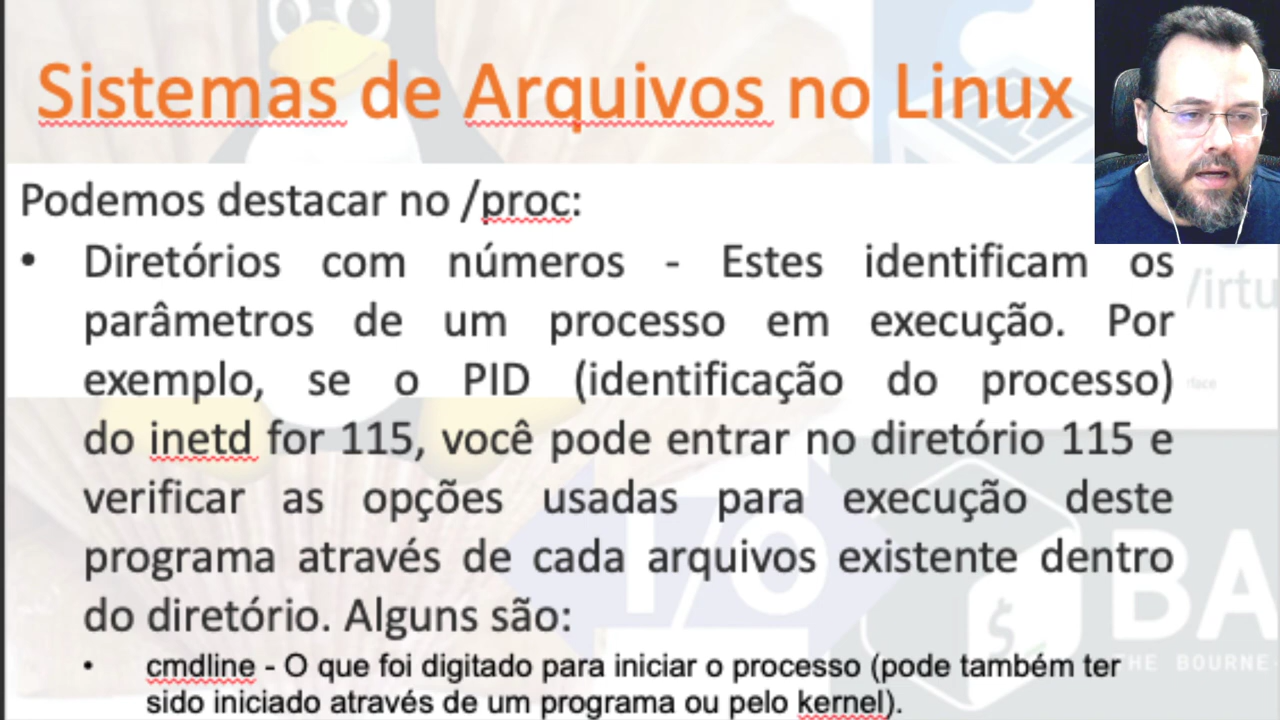 Sistemas de Arquivos no Linux
Podemos destacar no /proc:
• Diretórios com números - Estes identificam os
parâmetros de um processo em execução. Por
exemplo, se o PID (identificação do processo)
do inetd for 115, você pode entrar no diretório 115 e
verificar as opções usadas para execução deste
programa através de cada arquivos existente dentro
do diretório. Alguns são:
• cmdline - O que foi digitado para iniciar o processo (pode também ter
sido iniciado através de um programa ou pelo kernel).
I/O
$
BA
THE BOURNE-